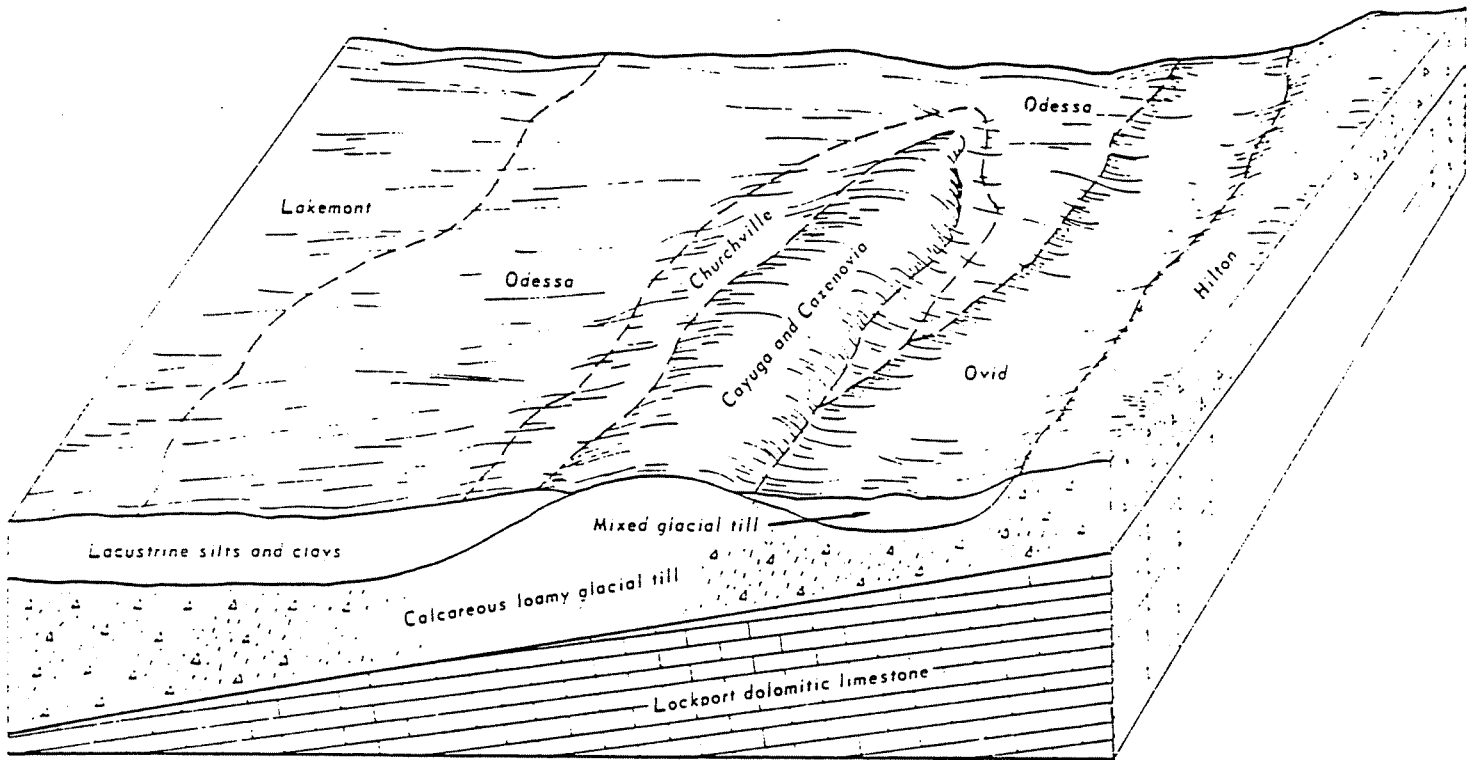 Odessa
Lakemont
Churchville
Odessa
Cayuga and Cazenovia
Hilton
Ovid
Mixed glacial till
Lacustrine silts and clays
Calcareous loamy glacial till
Lockport dolomitic limestone